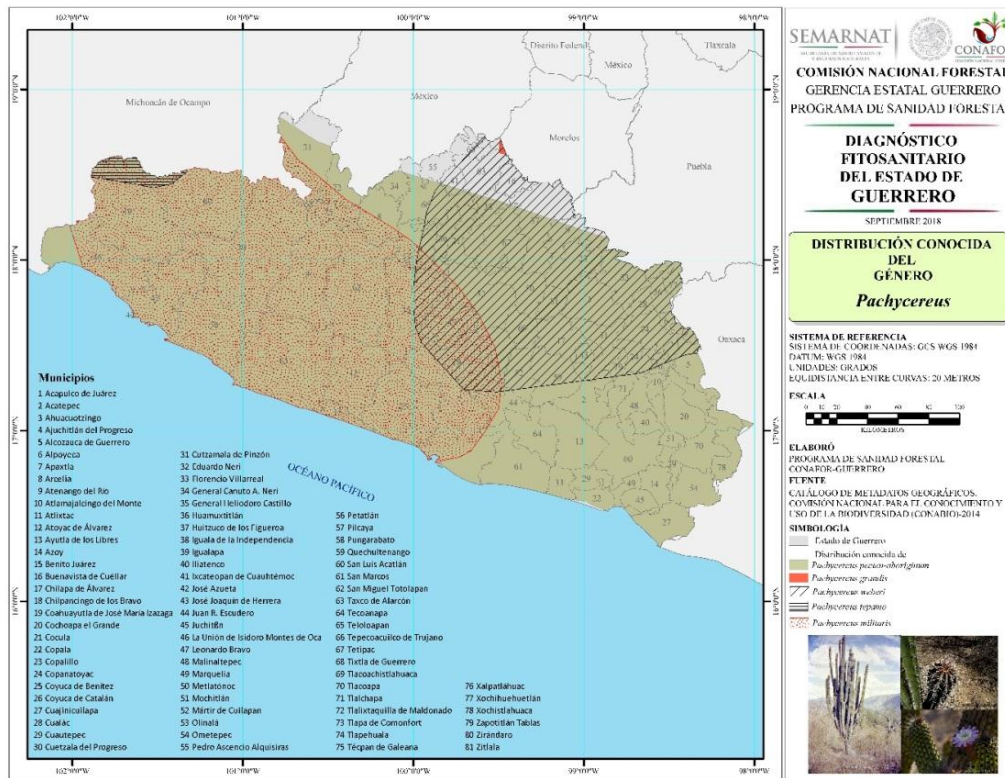 102°0'0"W
101°0'0"W
100°0'0"W
99°0'0"W
98°0'0"W
19°0'0"N
18°0'0"N
17°0'0"N
16°0'0"N
Michoacán de Ocampo
México
Distrito Federal
México
Tlaxcala
Morelos
Puebla
Oaxaca
OCÉANO PACÍFICO
Municipios
1 Acapulco de Juárez
2 Acatepec
3 Ahuacuotzingo
4 Ajuchitlán del Progreso
5 Alcozauca de Guerrero
6 Alpoyeca
7 Apaxtla
8 Arcelia
9 Atenango del Río
10 Atlamajalcingo del Monte
11 Atlixtac
12 Atoyac de Álvarez
13 Ayutla de los Libres
14 Azoyú
15 Benito Juárez
16 Buenavista de Cuéllar
17 Chilapa de Álvarez
18 Chilpancingo de los Bravo
19 Coahuayutla de José María Izazaga
20 Cochoapa el Grande
21 Cocula
22 Copala
23 Copalillo
24 Copanatoyac
25 Coyuca de Benítez
26 Coyuca de Catalán
27 Cuajinicuilapa
28 Cualác
29 Cuautepec
30 Cuetzala del Progreso
31 Cutzamala de Pinzón
32 Eduardo Neri
33 Florencio Villarreal
34 General Canuto A. Neri
35 General Heliodoro Castillo
36 Huamuxtitlán
37 Huitzuco de los Figueroa
38 Iguala de la Independencia
39 Igualapa
40 Iliatenco
41 Ixcateopan de Cuauhtémoc
42 José Azueta
43 José Joaquín de Herrera
44 Juan R. Escudero
45 Juchitán
46 La Unión de Isidoro Montes de Oca
47 Leonardo Bravo
48 Malinaltepec
49 Marquelia
50 Metlatónoc
51 Mochitlán
52 Mártir de Cuilapan
53 Olinalá
54 Ometepec
55 Pedro Ascencio Alquisiras
56 Petatlán
57 Pilcaya
58 Pungarabato
59 Quechultenango
60 San Luis Acatlán
61 San Marcos
62 San Miguel Totolapan
63 Taxco de Alarcón
64 Tecoanapa
65 Teloloapan
66 Tepecoacuilco de Trujano
67 Tetipac
68 Tixtla de Guerrero
69 Tlacoachistlahuaca
70 Tlacoapa
71 Tlalchapa
72 Tlalixtaquilla de Maldonado
73 Tlapa de Comonfort
74 Tlapehuala
75 Técpan de Galeana
76 Xalpatláhuac
77 Xochihuehuetlán
78 Xochistlahuaca
79 Zapotitlán Tablas
80 Zirándaro
81 Zitlala
SEMARNAT
CONAFOR
COMISIÓN NACIONAL FORESTAL
GERENCIA ESTATAL GUERRERO
PROGRAMA DE SANIDAD FORESTAL
DIAGNÓSTICO
FITOSANITARIO
DEL ESTADO DE
GUERRERO
SEPTIEMBRE 2018
DISTRIBUCIÓN CONOCIDA
DEL
GÉNERO
Pachycereus
SISTEMA DE REFERENCIA
SISTEMA DE COORDENADAS: GCS WGS 1984
DATUM: WGS 1984
UNIDADES: GRADOS
EQUIDISTANCIA ENTRE CURVAS: 20 METROS
ESCALA
KILOMETROS
ELABORÓ
PROGRAMA DE SANIDAD FORESTAL
CONAFOR-GUERRERO
FUENTE
CATÁLOGO DE METADATOS GEOGRÁFICOS.
COMISIÓN NACIONAL PARA EL CONOCIMIENTO Y
USO DE LA BIODIVERSIDAD (CONABIO)-2014
SIMBOLOGÍA
Estado de Guerrero
Distribución conocida de
Pachycereus pecten-aboriginum
Pachycereus grandis
Pachycereus weberi
Pachycereus tepamo
Pachycereus militaris